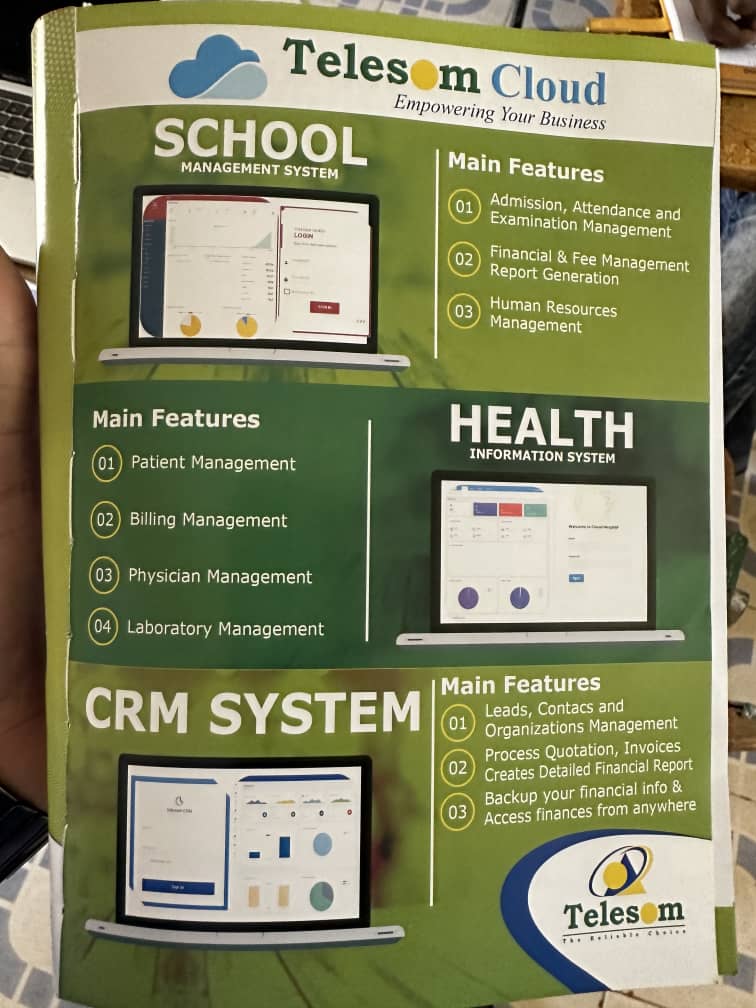 Telesom Cloud
Empowering Your Business
SCHOOL
MANAGEMENT SYSTEM
LOGIN
Main Features
01 Admission, Attendance and
Examination Management
02 Financial & Fee Management
Report Generation
03 Human Resources
Management
Main Features
01 Patient Management
02 Billing Management
03 Physician Management
04 Laboratory Management
HEALTH
INFORMATION SYSTEM
CRM SYSTEM
Sign In
Main Features
01 Leads, Contacs and
Organizations Management
02 Process Quotation, Invoices
Creates Detailed Financial Report
03 Backup your financial info &
Access finances from anywhere
Telesom
The Reliable Choice